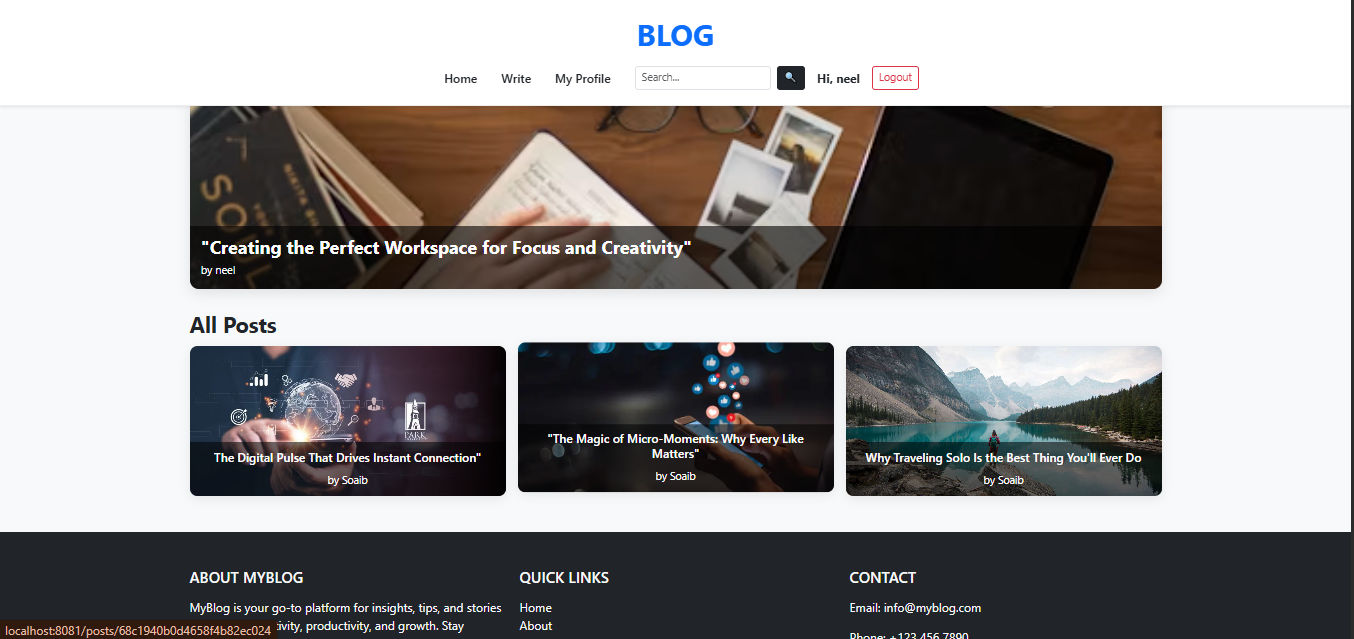 BLOG
Home Write My Profile Search... Hi, neel Logout
SOUL
"Creating the Perfect Workspace for Focus and Creativity"
by neel
All Posts
PARK
The Digital Pulse That Drives Instant Connection"
by Soaib
"The Magic of Micro-Moments: Why Every Like
Matters"
by Soaib
Why Traveling Solo Is the Best Thing You'll Ever Do
by Soaib
ABOUT MYBLOG
MyBlog is your go-to platform for insights, tips, and stories
ivity, productivity, and growth. Stay
QUICK LINKS
Home
About
CONTACT
Email: info@myblog.com
Phone: +123 456 7890
localhost:8081/posts/68c1940b0d4658f4b82ec024